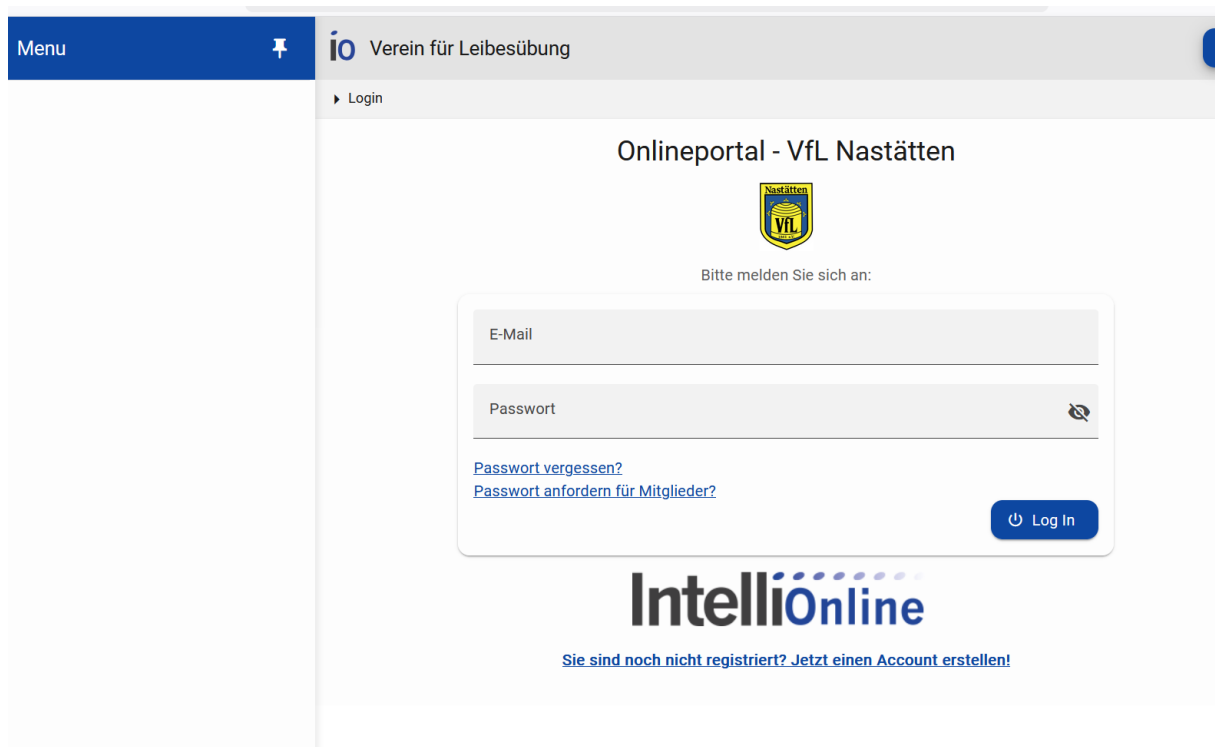 Menu
io Verein für Leibesübung
Login
Onlineportal - VfL Nastätten
Nastätten
VfL
Bitte melden Sie sich an:
E-Mail
Passwort
Passwort vergessen?
Passwort anfordern für Mitglieder?
Log In
IntelliOnline
Sie sind noch nicht registriert? Jetzt einen Account erstellen!